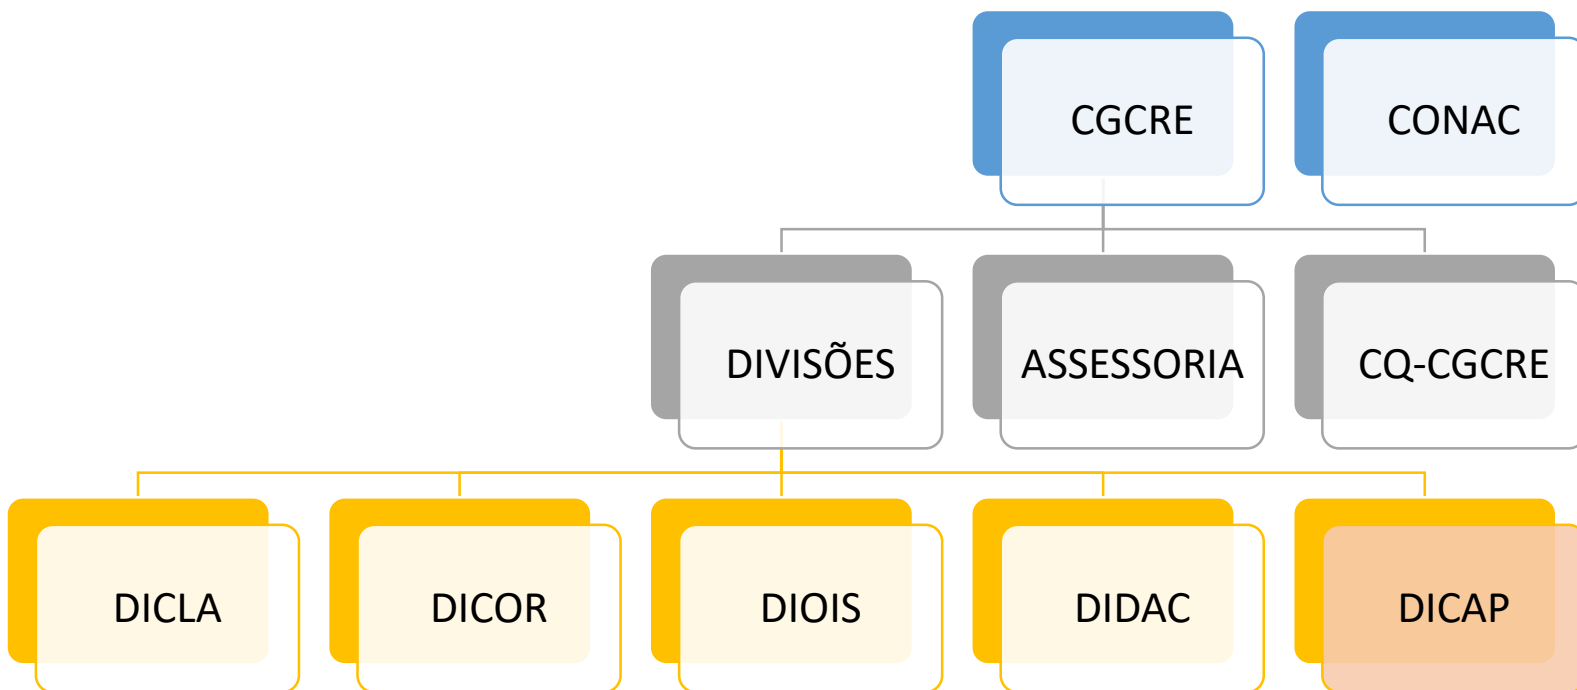 CGCRE
CONAC
DIVISÕES
ASSESSORIA
CQ-CGCRE
DICLA
DICOR
DIOIS
DIDAC
DICAP